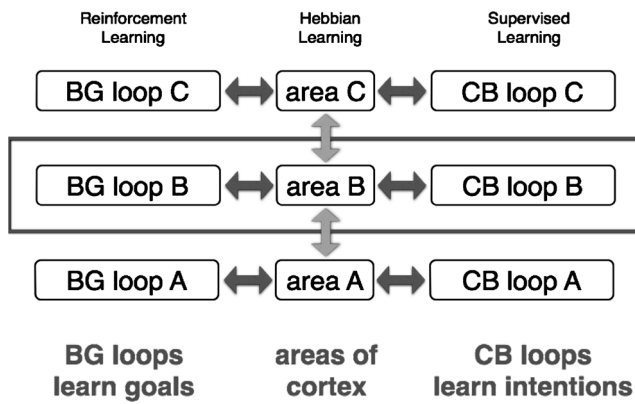 Reinforcement Hebbian Supervised
Learning Learning Learning
BG loop C area C CB loop C
BG loop B area B CB loop B
BG loop A area A CB loop A
BG loops areas of CB loops
learn goals cortex learn intentions